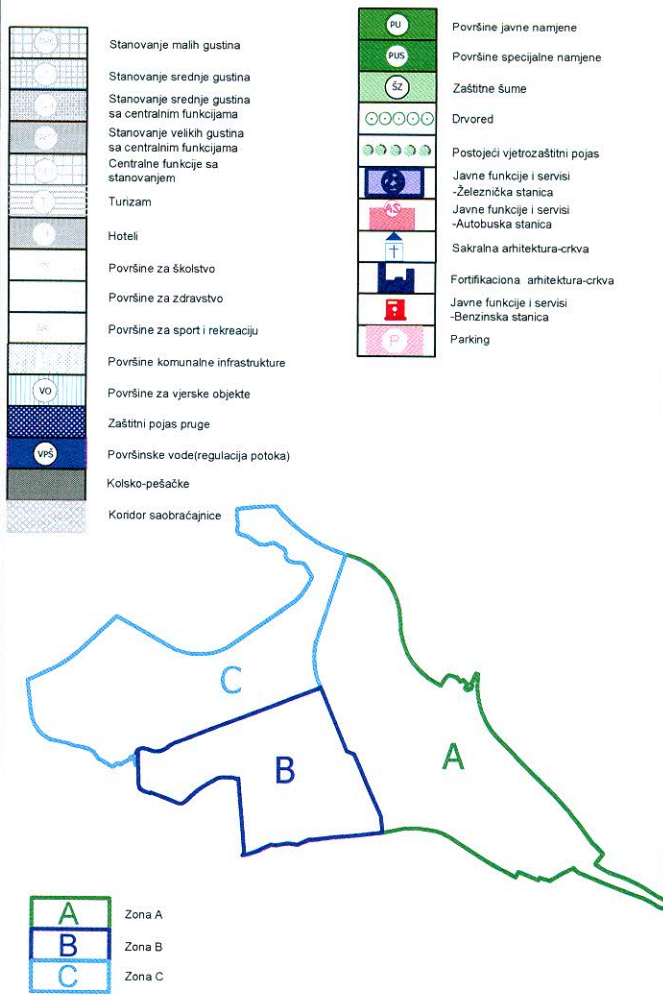 Stanovanje malih gustina
Stanovanje srednje gustina
Stanovanje srednje gustina
sa centralnim funkcijama
Stanovanje velikih gustina
sa centralnim funkcijama
Centralne funkcije sa
stanovanjem
Turizam
Hoteli
Površine za školstvo
Površine za zdravstvo
Površine za sport i rekreaciju
Površine komunalne infrastrukture
VO
Površine za vjerske objekte
Zaštitni pojas pruge
VPŠ
Površinske vode(regulacija potoka)
Kolsko-pešačke
Koridor saobraćajnice
PU
Površine javne namjene
PUS
Površine specijalne namjene
ŠZ
Zaštitne šume
Drvored
Postojeći vjetrozaštitni pojas
Javne funkcije i servisi
-Železnička stanica
AS
Javne funkcije i servisi
-Autobuska stanica
Sakralna arhitektura-crkva
Fortifikaciona arhitektura-crkva
Javne funkcije i servisi
-Benzinska stanica
P
Parking
C
B
A
A
Zona A
B
Zona B
C
Zona C